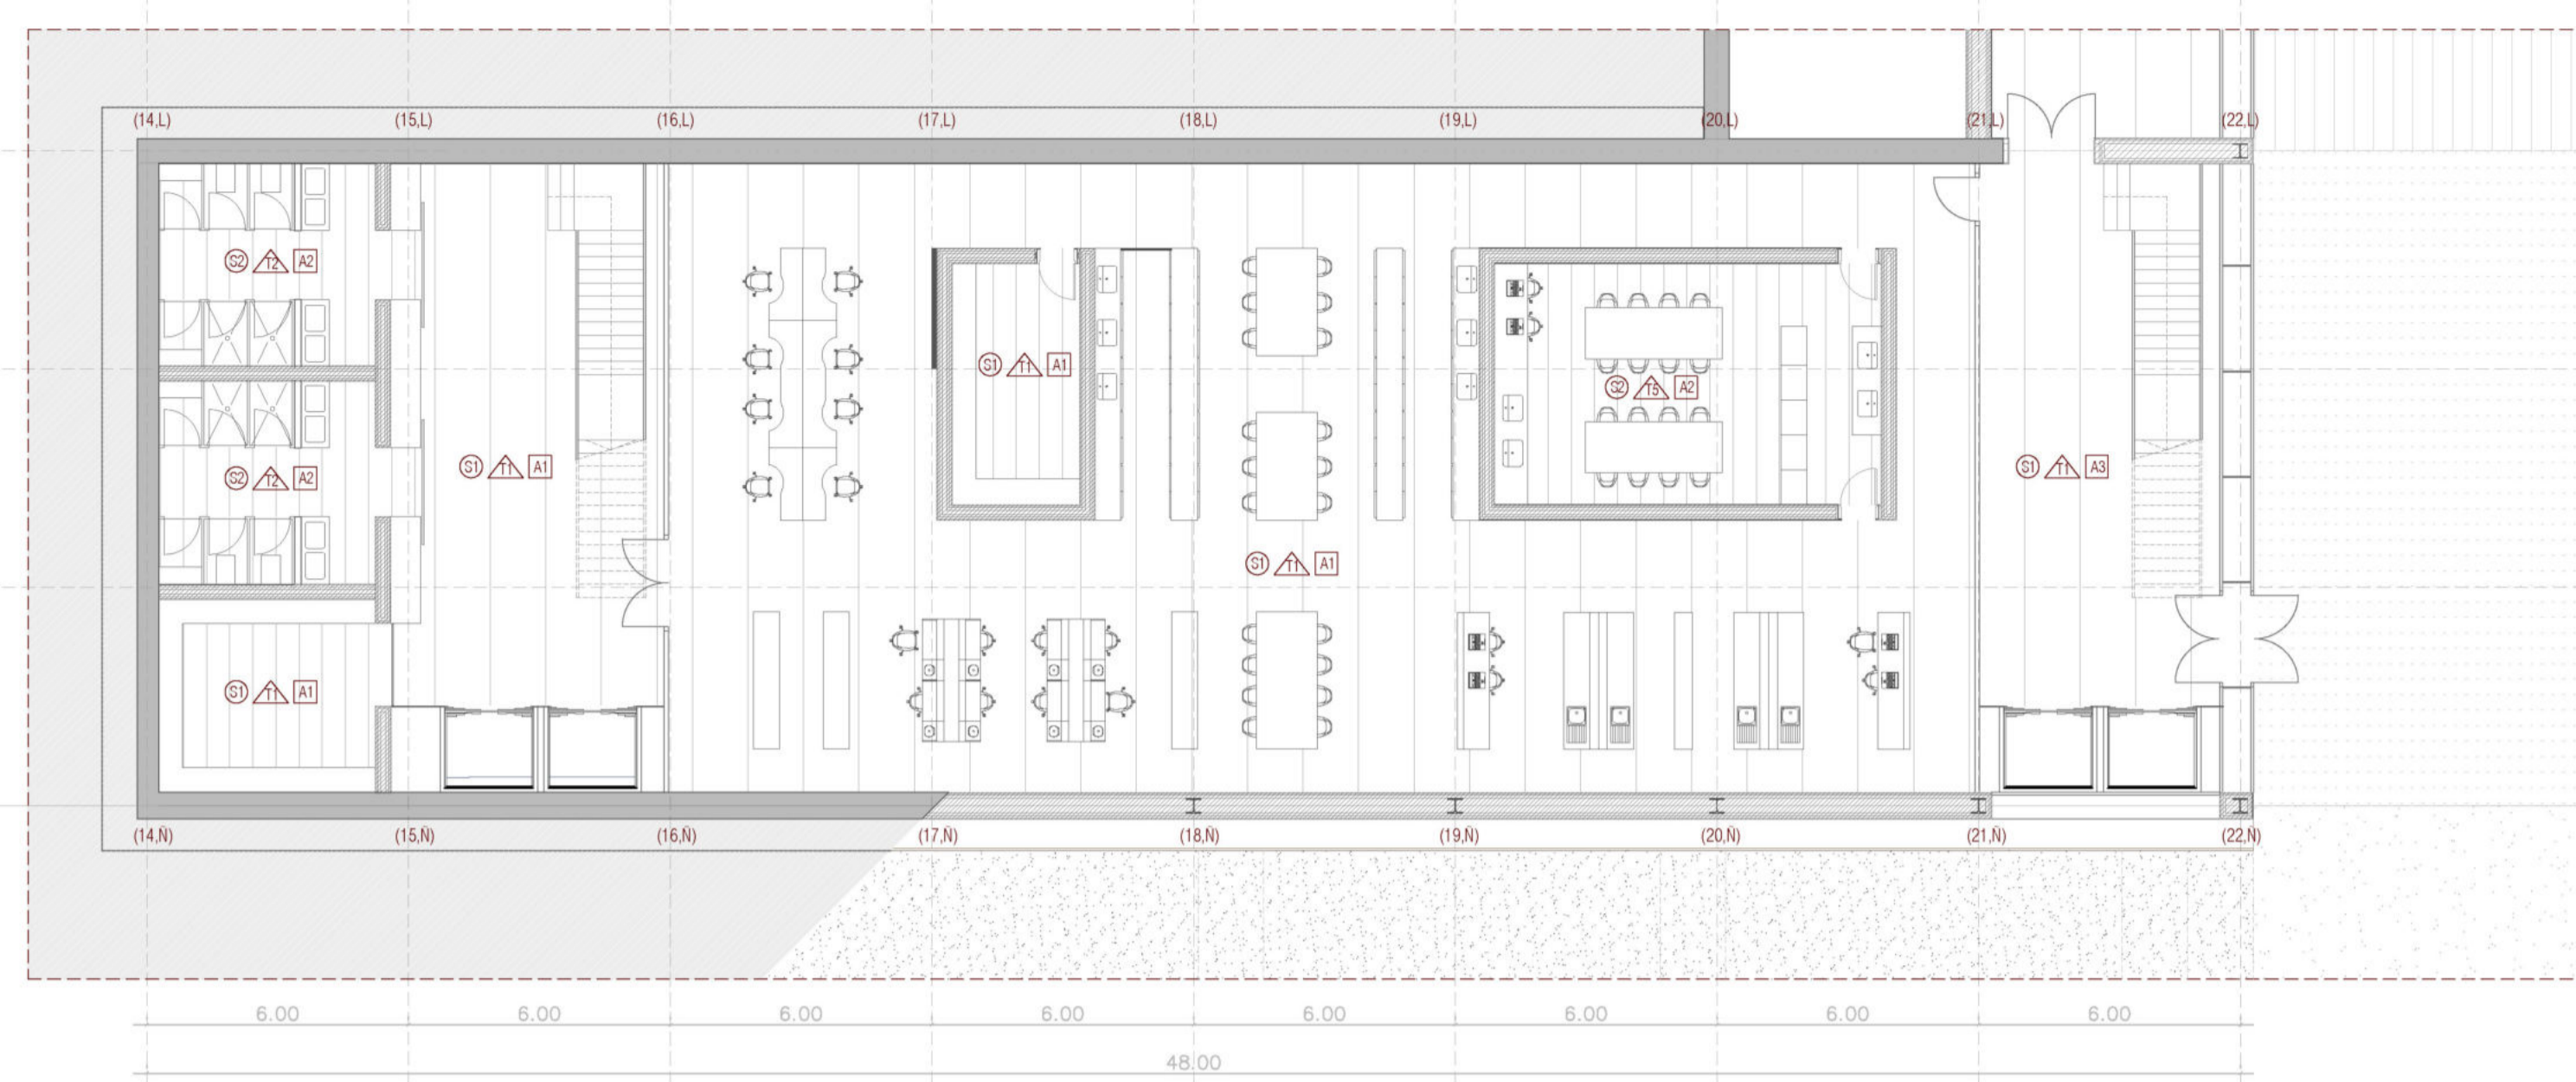 (14,L) (15,L) (16,L) (17,L) (18,L) (19,L) (20,L) (21,L) (22,L)
S2 T2 A2
S1 T1 A1
S2 T5 A2
S2 T2 A2
S1 T1 A1
S1 T1 A3
S1 T1 A1
S1 T1 A1
(14,Ñ) (15,Ñ) (16,Ñ) (17,Ñ) (18,Ñ) (19,Ñ) (20,Ñ) (21,Ñ) (22,Ñ)
6.00 6.00 6.00 6.00 6.00 6.00 6.00 6.00
48.00